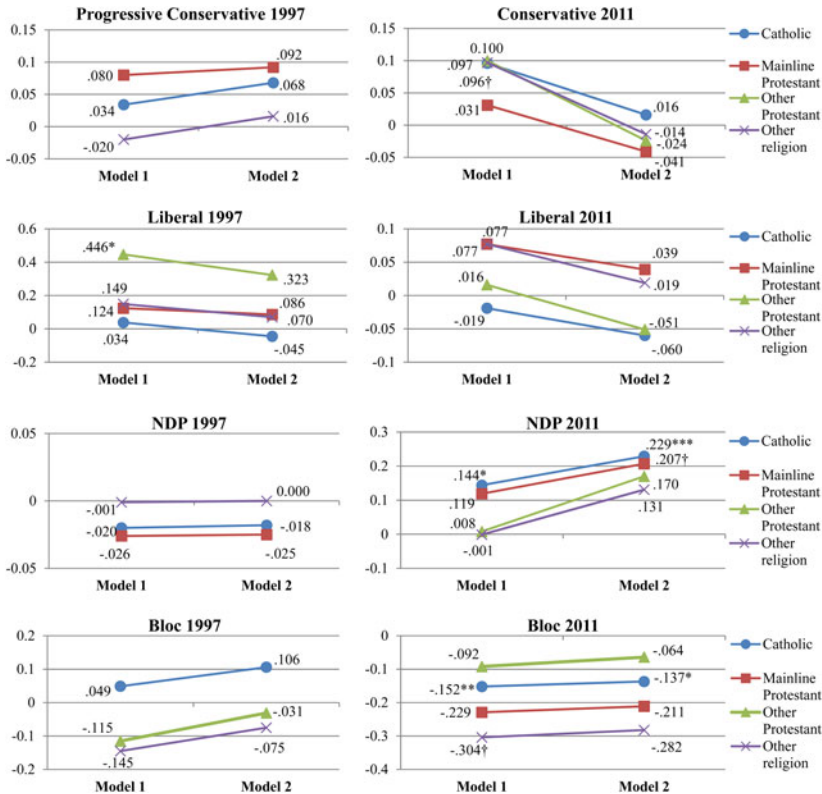 Progressive Conservative 1997
0.15
0.1
0.05
0
-0.05
.080
.092
.034
.068
-.020
.016
Model 1
Model 2
Conservative 2011
0.15
0.1
0.05
0
-0.05
.100
.097
.096†
.031
.016
-.014
-.024
-.041
Model 1
Model 2
Catholic
Mainline
Protestant
Other
Protestant
Other
religion
Liberal 1997
0.6
0.4
0.2
0
-0.2
.446*
.323
.149
.124
.086
.070
.034
-.045
Model 1
Model 2
Liberal 2011
0.1
0.05
0
-0.05
-0.1
.077
.077
.039
.016
.019
-.019
-.051
-.060
Model 1
Model 2
Catholic
Mainline
Protestant
Other
Protestant
Other
religion
NDP 1997
0.05
0
-0.05
-.001
0.000
-.020
-.018
-.026
-.025
Model 1
Model 2
NDP 2011
0.3
0.2
0.1
0
-0.1
.229***
.207†
.144*
.119
.170
.008
.131
-.001
Model 1
Model 2
Catholic
Mainline
Protestant
Other
Protestant
Other
religion
Bloc 1997
0.2
0.1
0
-0.1
-0.2
.049
.106
-.115
-.031
-.145
-.075
Model 1
Model 2
Bloc 2011
0
-0.1
-0.2
-0.3
-0.4
-.092
-.064
-.152**
-.137*
-.229
-.211
-.304†
-.282
Model 1
Model 2
Catholic
Mainline
Protestant
Other
Protestant
Other
religion